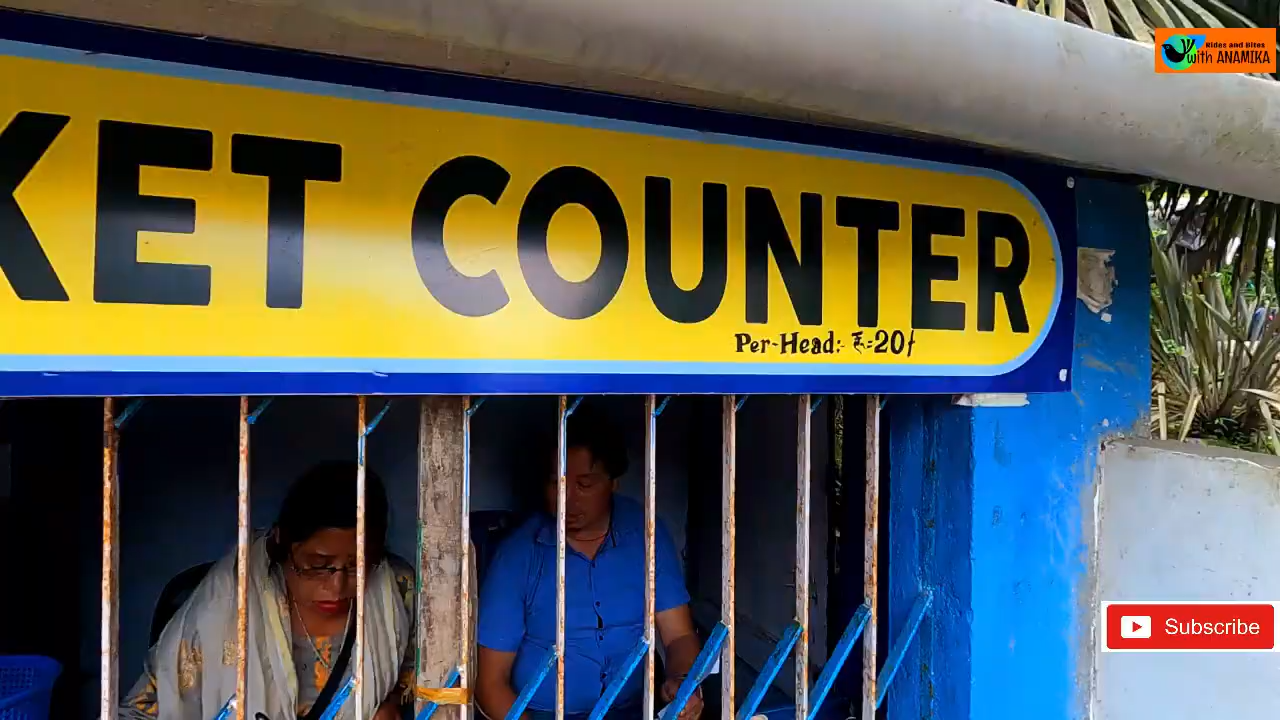 Rides and Bites
with ANAMIKA
KET COUNTER
Per-Head:- ₹=20/-
Subscribe